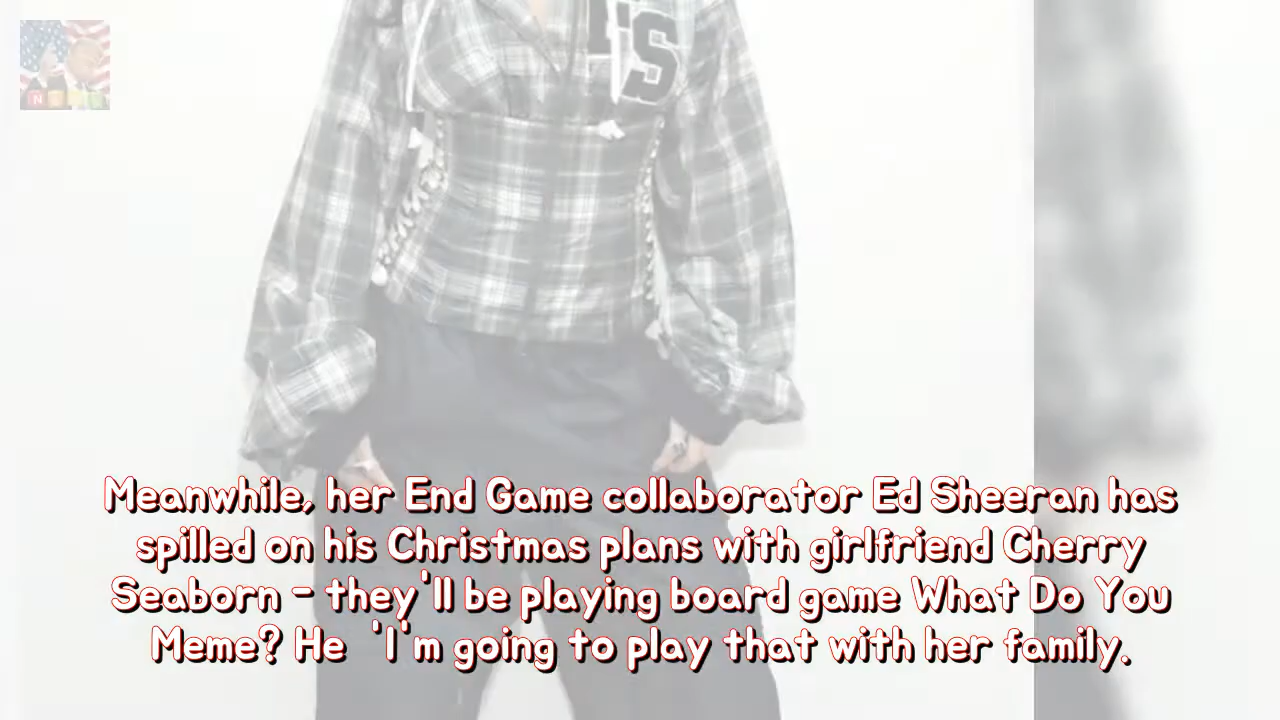 'S
Meanwhile, her End Game collaborator Ed Sheeran has
spilled on his Christmas plans with girlfriend Cherry
Seaborn - they'll be playing board game What Do You
Meme? He 'I'm going to play that with her family.